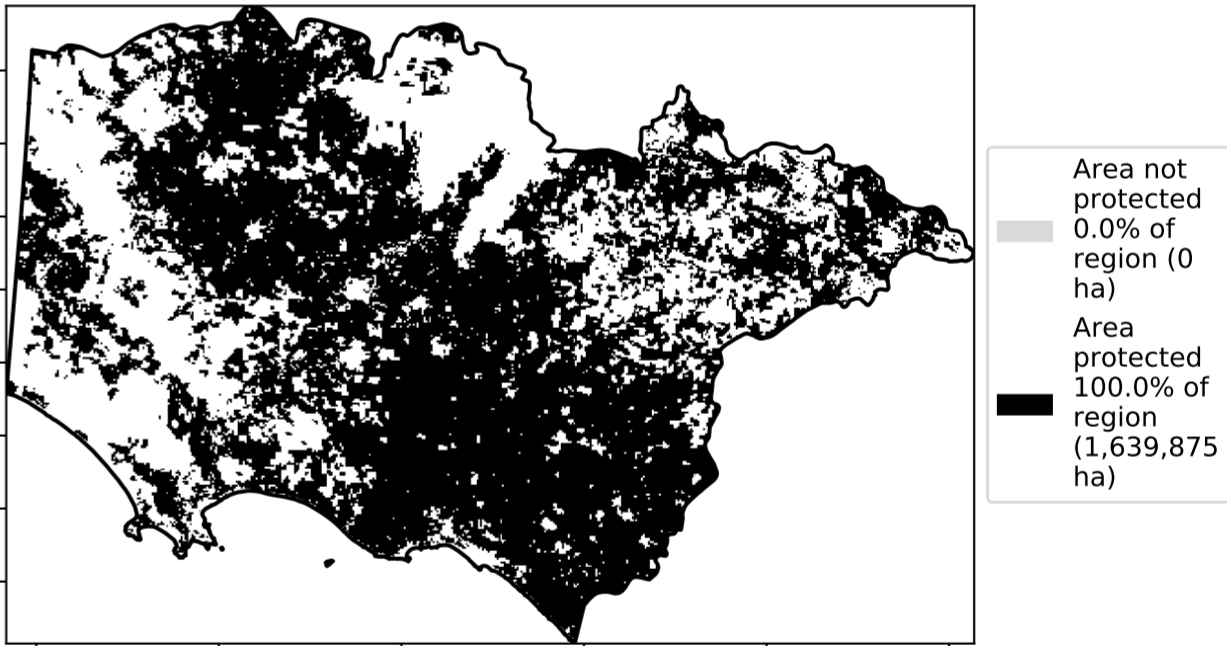 Area not
protected
0.0% of
region (0
ha)
Area
protected
100.0% of
region
(1,639,875
ha)